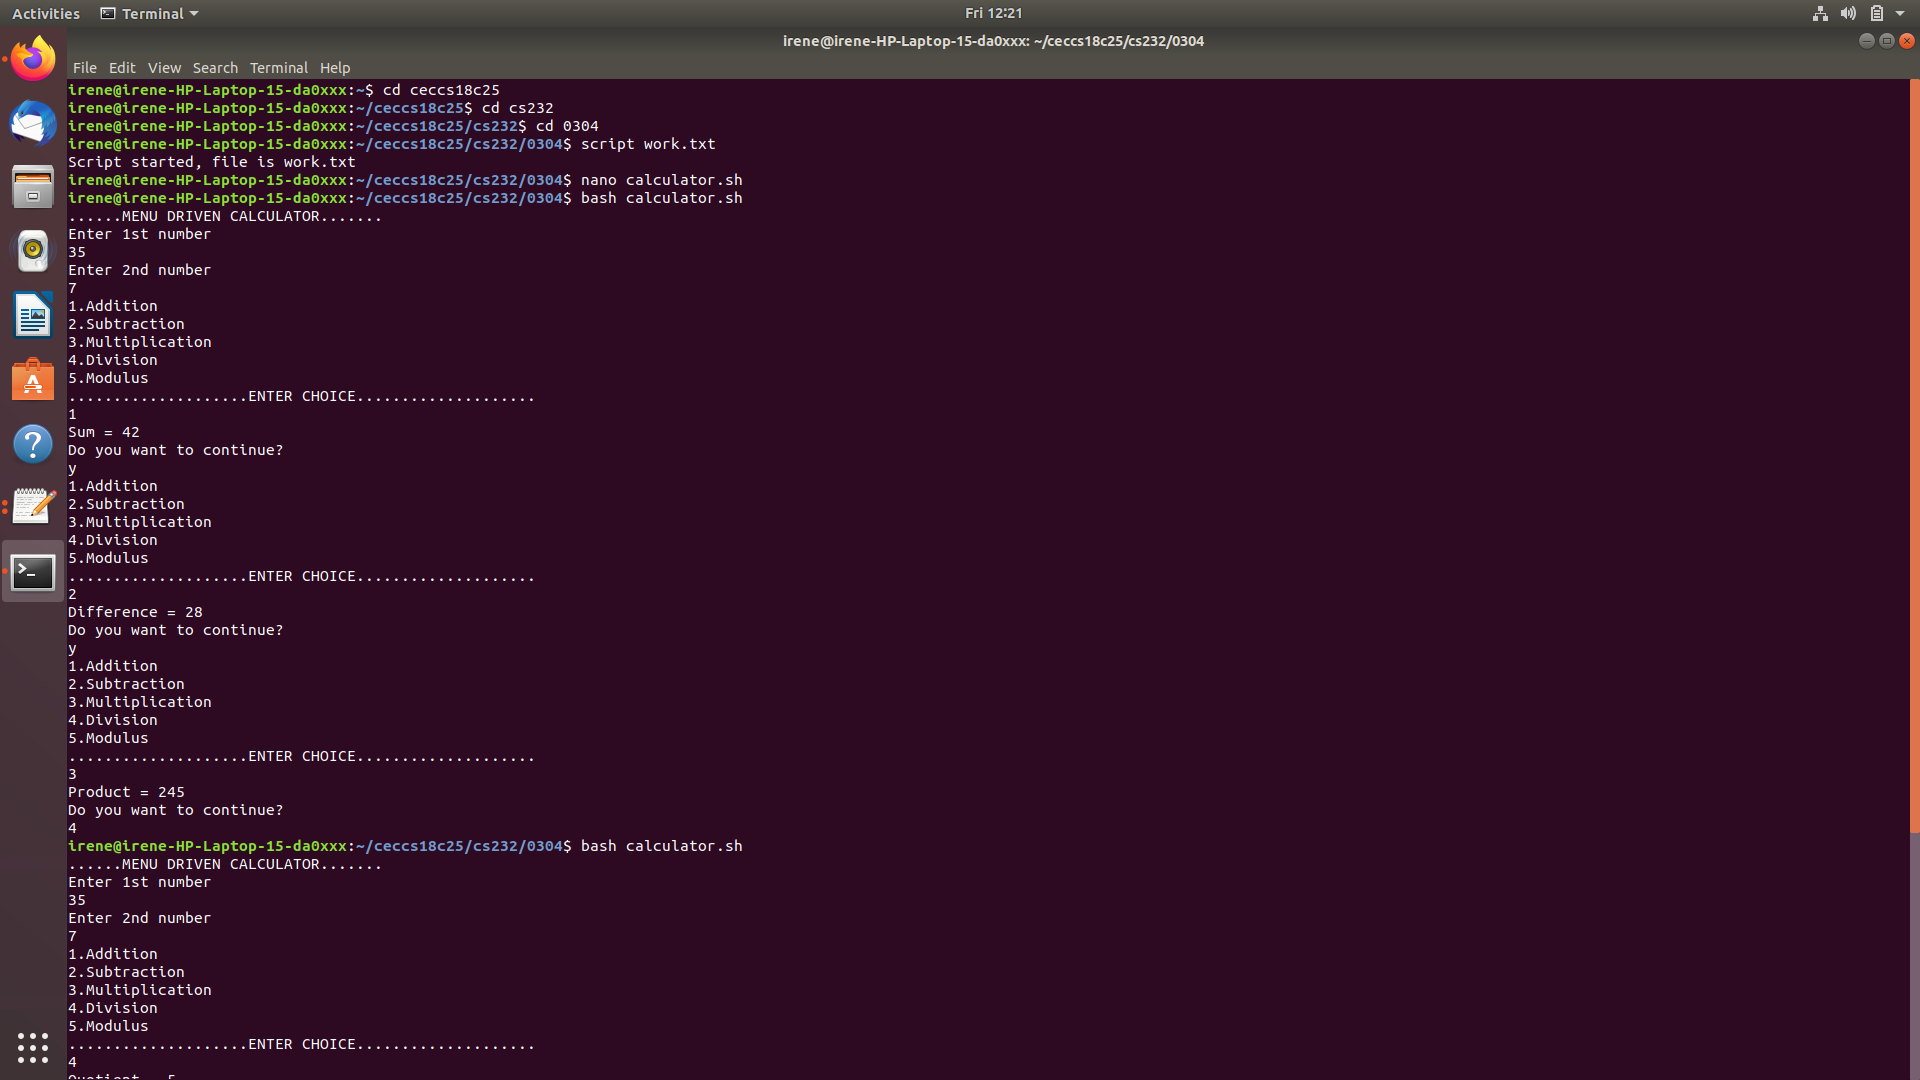 Activities Terminal Fri 12:21
irene@irene-HP-Laptop-15-da0xxx: ~/ceccs18c25/cs232/0304
File Edit View Search Terminal Help
irene@irene-HP-Laptop-15-da0xxx:~$ cd ceccs18c25
irene@irene-HP-Laptop-15-da0xxx:~/ceccs18c25$ cd cs232
irene@irene-HP-Laptop-15-da0xxx:~/ceccs18c25/cs232$ cd 0304
irene@irene-HP-Laptop-15-da0xxx:~/ceccs18c25/cs232/0304$ script work.txt
Script started, file is work.txt
irene@irene-HP-Laptop-15-da0xxx:~/ceccs18c25/cs232/0304$ nano calculator.sh
irene@irene-HP-Laptop-15-da0xxx:~/ceccs18c25/cs232/0304$ bash calculator.sh
......MENU DRIVEN CALCULATOR.......
Enter 1st number
35
Enter 2nd number
7
1.Addition
2.Subtraction
3.Multiplication
4.Division
5.Modulus
....................ENTER CHOICE....................
1
Sum = 42
Do you want to continue?
y
1.Addition
2.Subtraction
3.Multiplication
4.Division
5.Modulus
....................ENTER CHOICE....................
2
Difference = 28
Do you want to continue?
y
1.Addition
2.Subtraction
3.Multiplication
4.Division
5.Modulus
....................ENTER CHOICE....................
3
Product = 245
Do you want to continue?
4
irene@irene-HP-Laptop-15-da0xxx:~/ceccs18c25/cs232/0304$ bash calculator.sh
......MENU DRIVEN CALCULATOR.......
Enter 1st number
35
Enter 2nd number
7
1.Addition
2.Subtraction
3.Multiplication
4.Division
5.Modulus
....................ENTER CHOICE....................
4
Quotient = 5